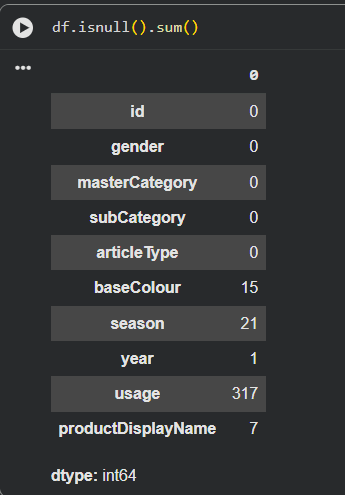 df.isnull().sum()
0
id 0
gender 0
masterCategory 0
subCategory 0
articleType 0
baseColour 15
season 21
year 1
usage 317
productDisplayName 7
dtype: int64